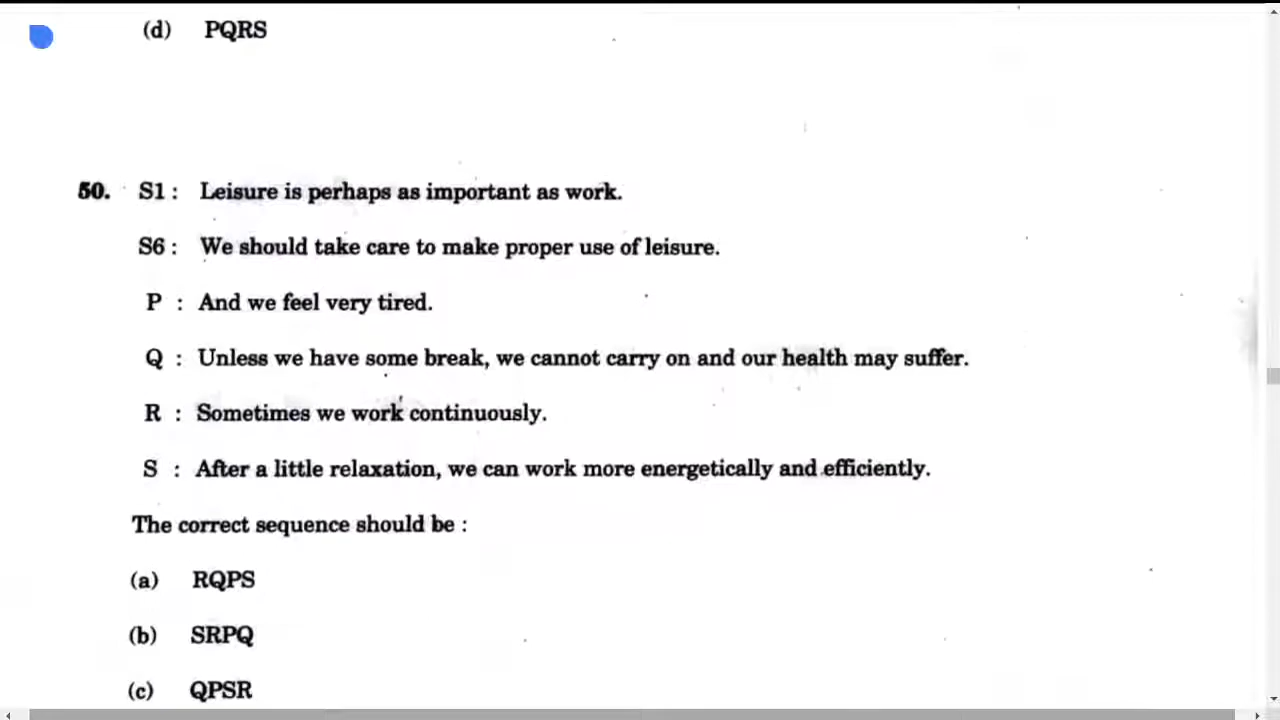 (d) PQRS
50. S1 : Leisure is perhaps as important as work.
S6 : We should take care to make proper use of leisure.
P : And we feel very tired.
Q : Unless we have some break, we cannot carry on and our health may suffer.
R : Sometimes we work continuously.
S : After a little relaxation, we can work more energetically and efficiently.
The correct sequence should be :
(a) RQPS
(b) SRPQ
(c) QPSR